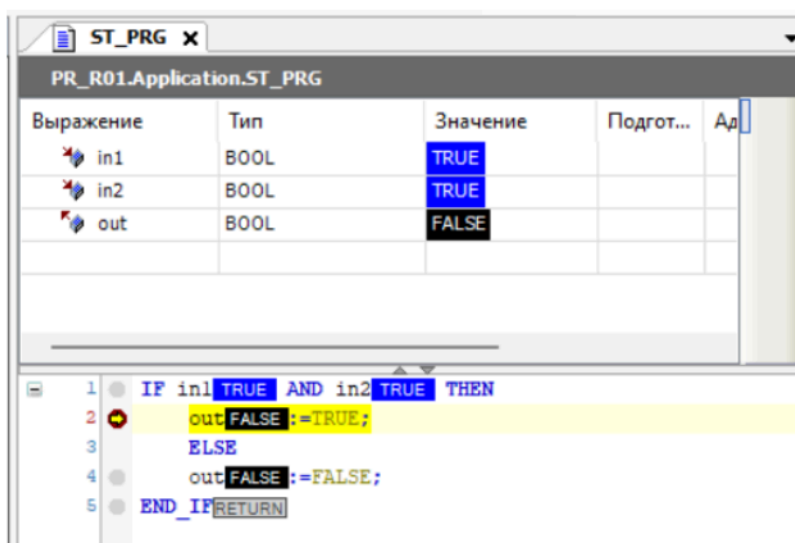 ST_PRG
PR_R01.Application.ST_PRG
Выражение Тип Значение Подгот... Ад
in1 BOOL TRUE
in2 BOOL TRUE
out BOOL FALSE
1 IF in1 TRUE AND in2 TRUE THEN
2 out FALSE :=TRUE;
3 ELSE
4 out FALSE :=FALSE;
5 END_IF RETURN